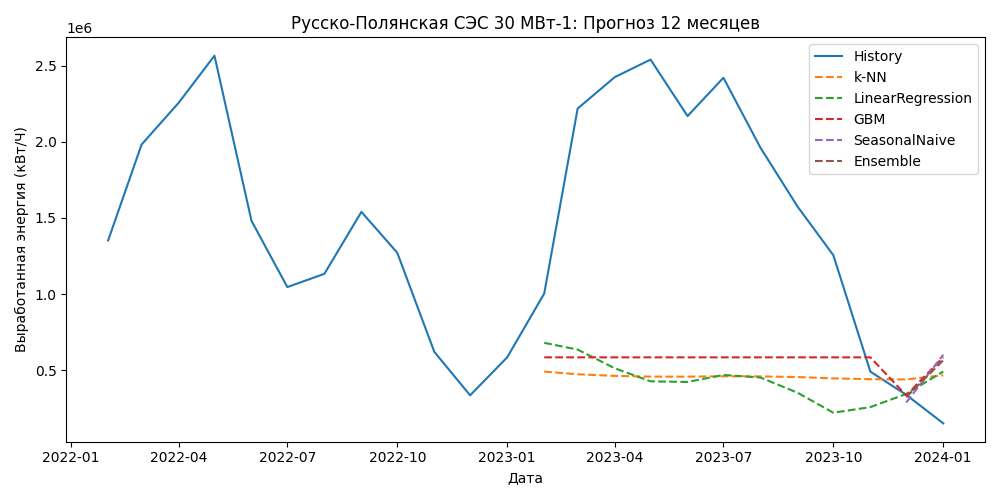 Русско-Полянская СЭС 30 МВт-1: Прогноз 12 месяцев
1e6
Выработанная энергия (кВт/Ч)
2.5
2.0
1.5
1.0
0.5
History
k-NN
LinearRegression
GBM
SeasonalNaive
Ensemble
2022-01 2022-04 2022-07 2022-10 2023-01 2023-04 2023-07 2023-10 2024-01
Дата